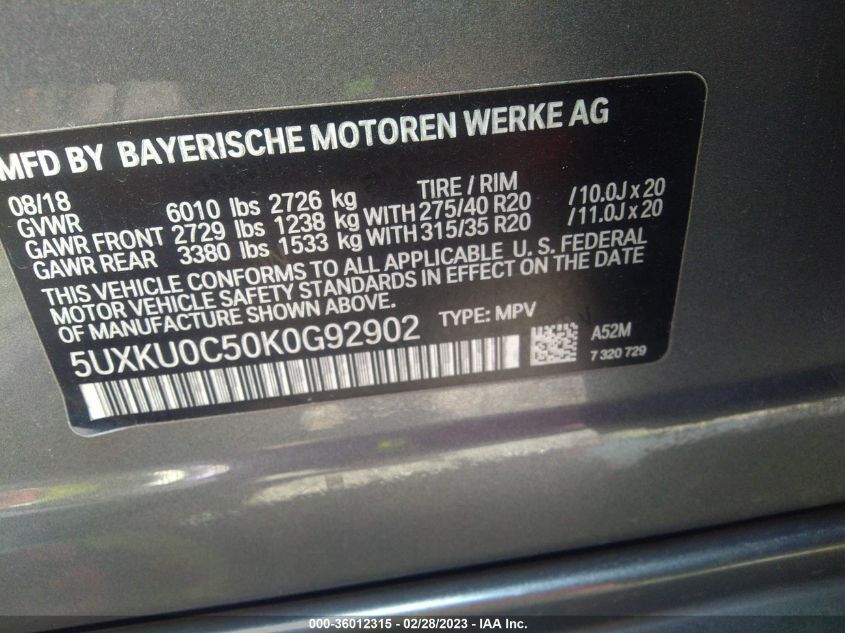 MFD BY BAYERISCHE MOTOREN WERKE AG
08/18 TIRE / RIM
GVWR 6010 lbs 2726 kg
GAWR FRONT 2729 lbs 1238 kg WITH 275/40 R20 /10.0J x 20
GAWR REAR 3380 lbs 1533 kg WITH 315/35 R20 /11.0J x 20
THIS VEHICLE CONFORMS TO ALL APPLICABLE U. S. FEDERAL
MOTOR VEHICLE SAFETY STANDARDS IN EFFECT ON THE DATE
OF MANUFACTURE SHOWN ABOVE.
5UXKU0C50K0G92902 TYPE: MPV
A52M
7 320 729
000-36012315 - 02/28/2023 - IAA Inc.